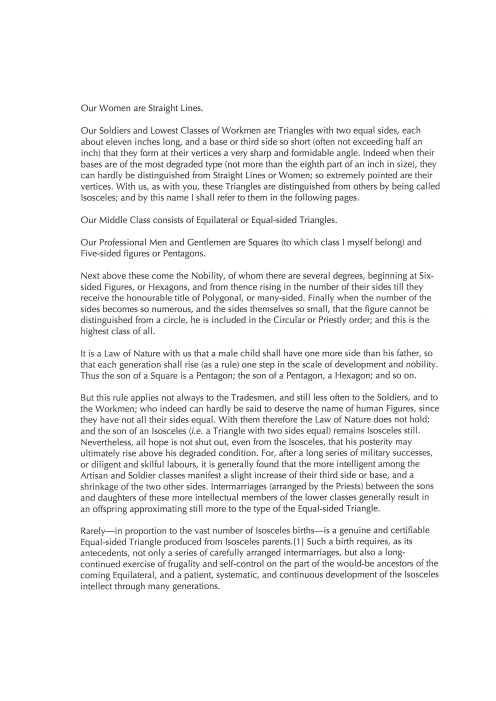 Our Women are Straight Lines.
Our Soldiers and Lowest Classes of Workmen are Triangles with two equal sides, each
about eleven inches long, and a base or third side so short (often not exceeding half an
inch) that they form at their vertices a very sharp and formidable angle. Indeed when their
bases are of the most degraded type (not more than the eighth part of an inch in size), they
can hardly be distinguished from Straight Lines or Women; so extremely pointed are their
vertices. With us, as with you, these Triangles are distinguished from others by being called
Isosceles; and by this name I shall refer to them in the following pages.
Our Middle Class consists of Equilateral or Equal-sided Triangles.
Our Professional Men and Gentlemen are Squares (to which class I myself belong) and
Five-sided figures or Pentagons.
Next above these come the Nobility, of whom there are several degrees, beginning at Six-
sided Figures, or Hexagons, and from thence rising in the number of their sides till they
receive the honourable title of Polygonal, or many-sided. Finally when the number of the
sides becomes so numerous, and the sides themselves so small, that the figure cannot be
distinguished from a circle, he is included in the Circular or Priestly order; and this is the
highest class of all.
It is a Law of Nature with us that a male child shall have one more side than his father, so
that each generation shall rise (as a rule) one step in the scale of development and nobility.
Thus the son of a Square is a Pentagon; the son of a Pentagon, a Hexagon; and so on.
But this rule applies not always to the Tradesmen, and still less often to the Soldiers, and to
the Workmen; who indeed can hardly be said to deserve the name of human Figures, since
they have not all their sides equal. With them therefore the Law of Nature does not hold;
and the son of an Isosceles (i.e. a Triangle with two sides equal) remains Isosceles still.
Nevertheless, all hope is not shut out, even from the Isosceles, that his posterity may
ultimately rise above his degraded condition. For, after a long series of military successes,
or diligent and skilful labours, it is generally found that the more intelligent among the
Artisan and Soldier classes manifest a slight increase of their third side or base, and a
shrinkage of the two other sides. Intermarriages (arranged by the Priests) between the sons
and daughters of these more intellectual members of the lower classes generally result in
an offspring approximating still more to the type of the Equal-sided Triangle.
Rarely—in proportion to the vast number of Isosceles births—is a genuine and certifiable
Equal-sided Triangle produced from Isosceles parents.[1] Such a birth requires, as its
antecedents, not only a series of carefully arranged intermarriages, but also a long-
continued exercise of frugality and self-control on the part of the would-be ancestors of the
coming Equilateral, and a patient, systematic, and continuous development of the Isosceles
intellect through many generations.